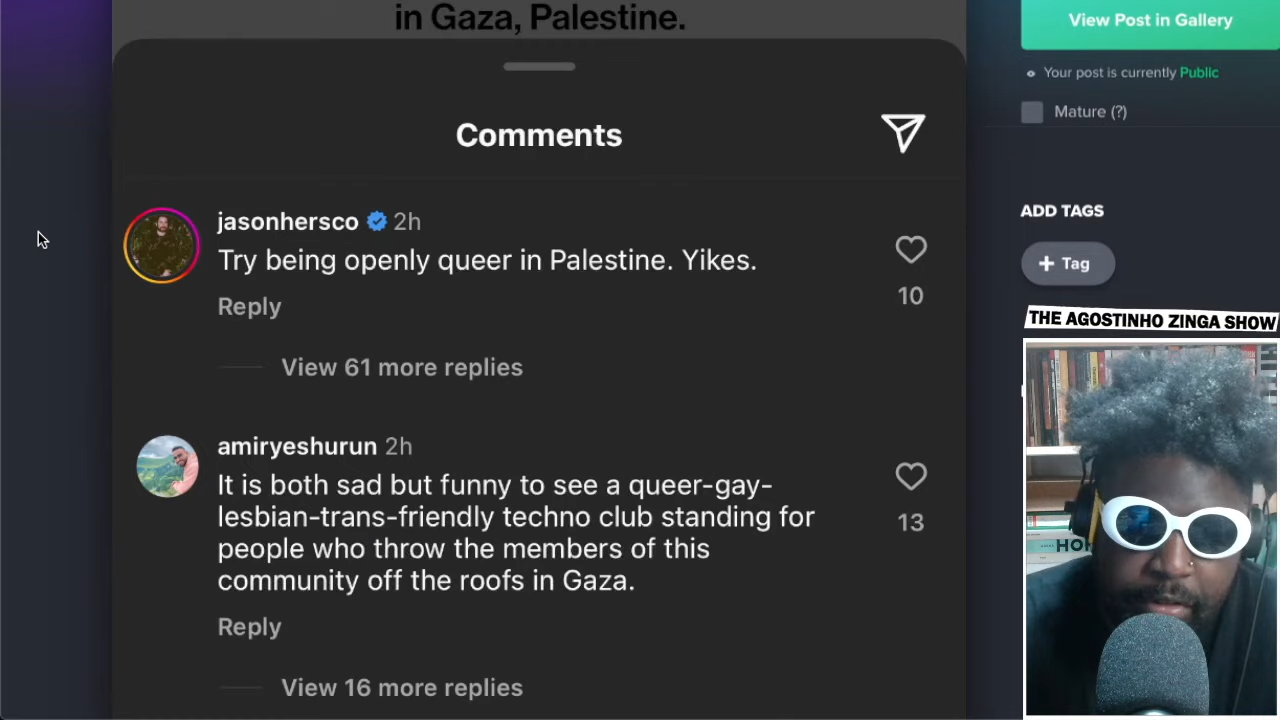 in Gaza, Palestine.
Comments
jasonhersco 2h
Try being openly queer in Palestine. Yikes.
10
Reply
View 61 more replies
amiryeshurun 2h
It is both sad but funny to see a queer-gay-
lesbian-trans-friendly techno club standing for
people who throw the members of this
community off the roofs in Gaza.
13
Reply
View 16 more replies
View Post in Gallery
Your post is currently Public
Mature (?)
ADD TAGS
+ Tag
THE AGOSTINHO ZINGA SHOW